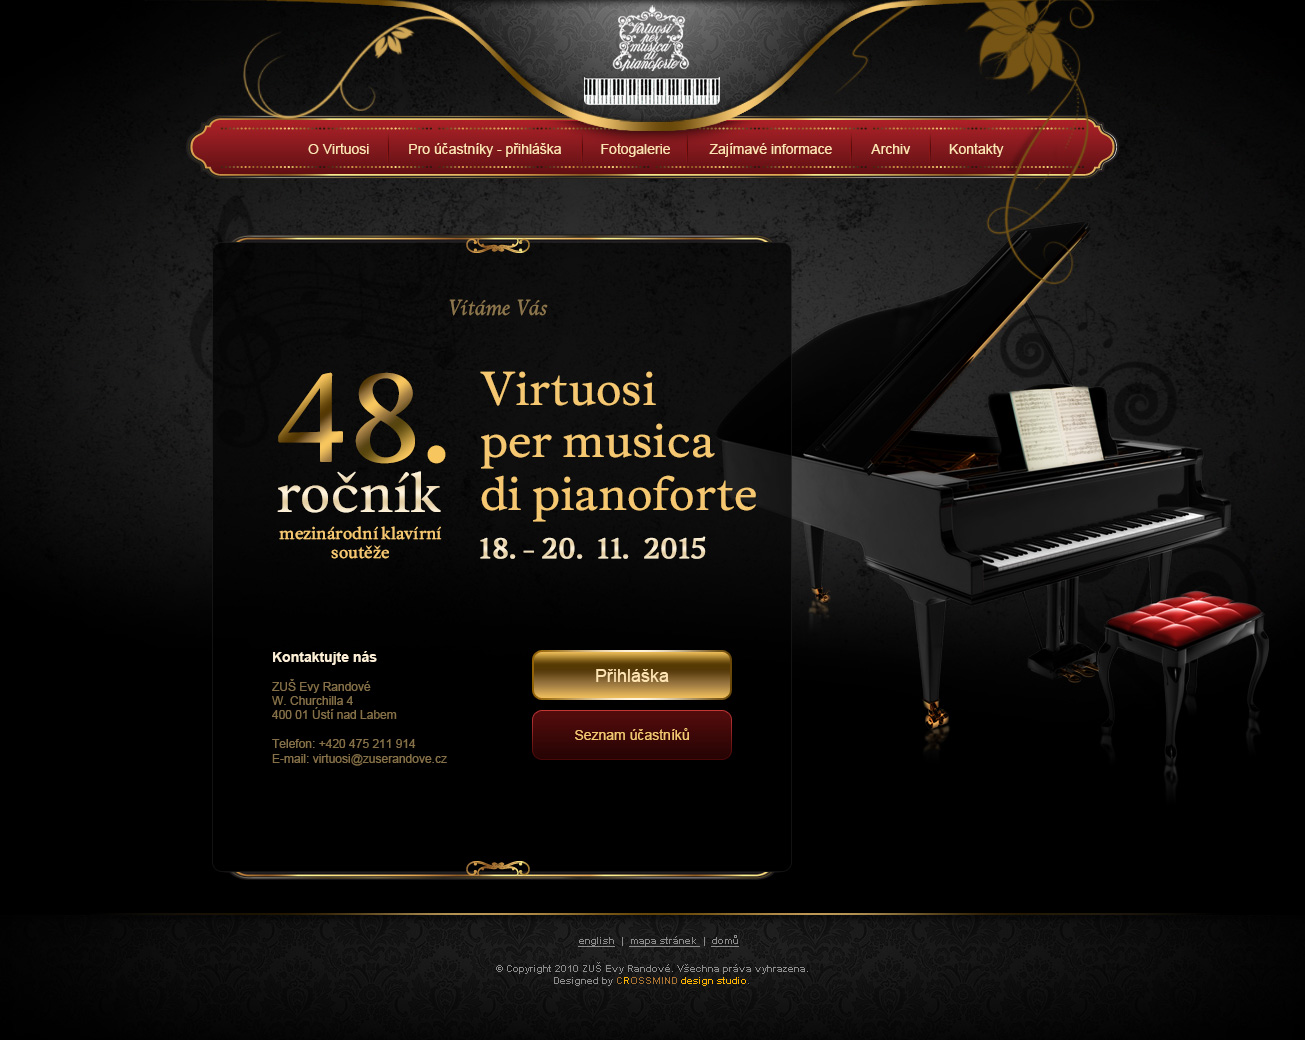 Virtuosi
per
musica
di
pianoforte
O Virtuosi
Pro účastníky - přihláška
Fotogalerie
Zajímavé informace
Archiv
Kontakty
Vítáme Vás
48.
ročník
mezinárodní klavírní
soutěže
Virtuosi
per musica
di pianoforte
18. – 20. 11. 2015
Kontaktujte nás
ZUŠ Evy Randové
W. Churchilla 4
400 01 Ústí nad Labem
Telefon: +420 475 211 914
E-mail: virtuosi@zuserandove.cz
Přihláška
Seznam účastníků
english | mapa stránek | domů
© Copyright 2010 ZUŠ Evy Randové. Všechna práva vyhrazena.
Designed by CROSSMIND design studio.